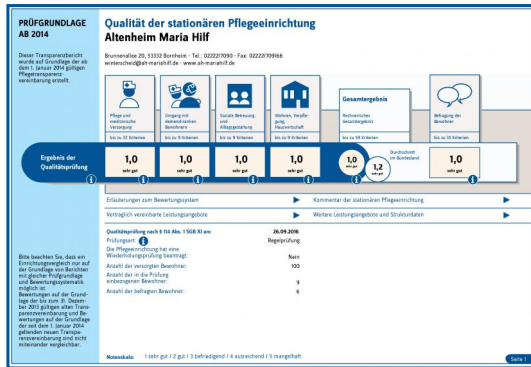 PRÜFGRUNDLAGE
AB 2014
Dieser Transparenzbericht
wurde auf Grundlage der ab
dem 1. Januar 2014 gültigen
Pflegetransparenz-
vereinbarung erstellt.
Qualität der stationären Pflegeeinrichtung
Altenheim Maria Hilf
Brunnenallee 20, 53332 Bornheim · Tel.: 02222/7090 · Fax: 02222/709166
winterscheid@ah-mariahilf.de · www.ah-mariahilf.de
Pflege und
medizinische
Versorgung
bis zu 32 Kriterien
Umgang mit
demenzkranken
Bewohnern
bis zu 9 Kriterien
Soziale Betreuung
und
Alltagsgestaltung
bis zu 9 Kriterien
Wohnen, Verpfle-
gung,
Hauswirtschaft
bis zu 9 Kriterien
Gesamtergebnis
Rechnerisches
Gesamtergebnis
bis zu 59 Kriterien
Befragung der
Bewohner
bis zu 18 Kriterien
Ergebnis der
Qualitätsprüfung
1,0
sehr gut
1,0
sehr gut
1,0
sehr gut
1,0
sehr gut
1,0
sehr gut
1,2
sehr gut
Durchschnitt
im Bundesland
1,0
sehr gut
Erläuterungen zum Bewertungssystem
Kommentar der stationären Pflegeeinrichtung
Vertraglich vereinbarte Leistungsangebote
Weitere Leistungsangebote und Strukturdaten
Qualitätsprüfung nach § 114 Abs. 1 SGB XI am 26.09.2016
Prüfungsart: Regelprüfung
Die Pflegeeinrichtung hat eine
Wiederholungsprüfung beantragt: Nein
Anzahl der versorgten Bewohner: 100
Anzahl der in die Prüfung
einbezogenen Bewohner: 9
Anzahl der befragten Bewohner: 6
Bitte beachten Sie, dass ein
Einrichtungsvergleich nur auf
der Grundlage von Berichten
mit gleicher Prüfgrundlage
und Bewertungssystematik
möglich ist.
Bewertungen auf der Grund-
lage der bis zum 31. Dezem-
ber 2013 gültigen alten Trans-
parenzvereinbarung und Be-
wertungen auf der Grundlage
der seit dem 1. Januar 2014
geltenden neuen Transpa-
renzvereinbarung sind nicht
miteinander vergleichbar.
Notenskala: 1 sehr gut / 2 gut / 3 befriedigend / 4 ausreichend / 5 mangelhaft
Seite 1